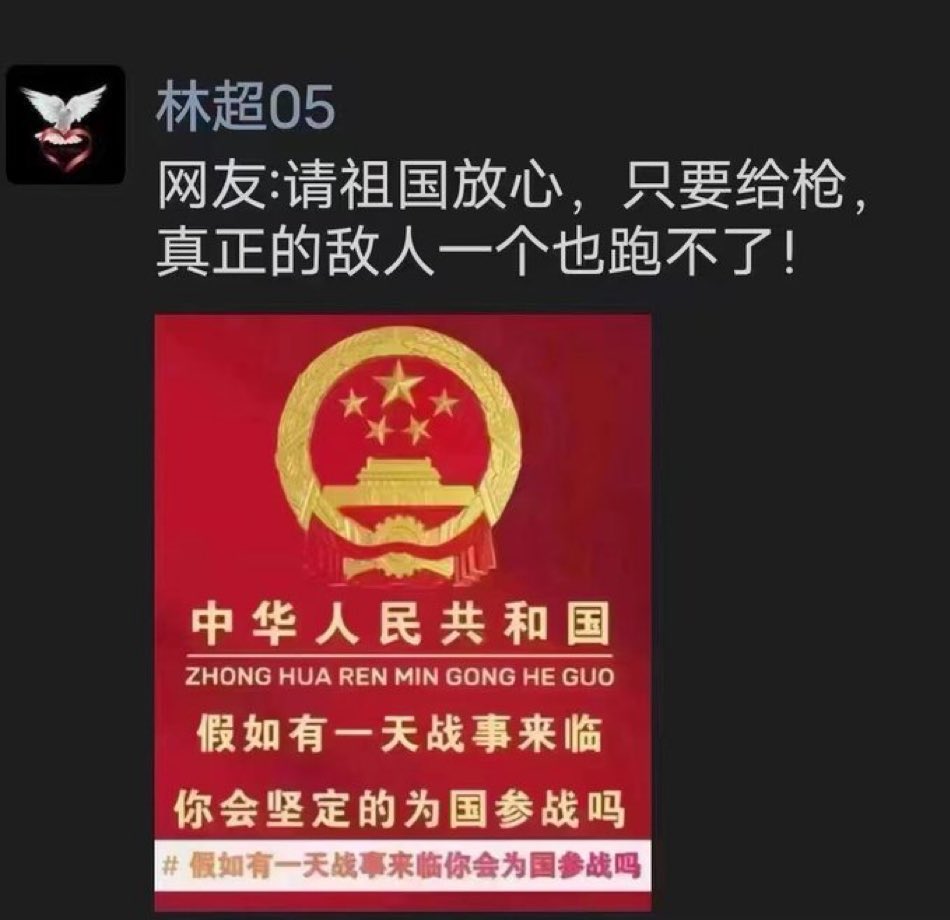 林超05
网友:请祖国放心，只要给枪，
真正的敌人一个也跑不了！
中华人民共和国
ZHONG HUA REN MIN GONG HE GUO
假如有一天战事来临
你会坚定的为国参战吗
# 假如有一天战事来临你会为国参战吗